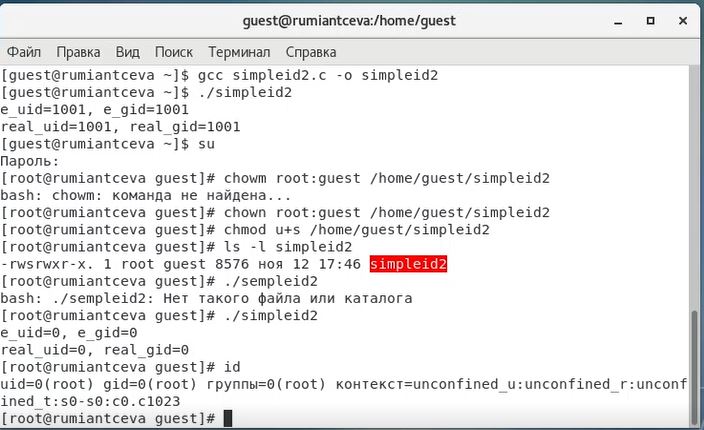 guest@rumiantceva:/home/guest
Файл Правка Вид Поиск Терминал Справка
[guest@rumiantceva ~]$ gcc simpleid2.c -o simpleid2
[guest@rumiantceva ~]$ ./simpleid2
e_uid=1001, e_gid=1001
real_uid=1001, real_gid=1001
[guest@rumiantceva ~]$ su
Пароль:
[root@rumiantceva guest]# chowm root:guest /home/guest/simpleid2
bash: chowm: команда не найдена...
[root@rumiantceva guest]# chown root:guest /home/guest/simpleid2
[root@rumiantceva guest]# chmod u+s /home/guest/simpleid2
[root@rumiantceva guest]# ls -l simpleid2
-rwsrwxr-x. 1 root guest 8576 ноя 12 17:46 simpleid2
[root@rumiantceva guest]# ./sempleid2
bash: ./sempleid2: Нет такого файла или каталога
[root@rumiantceva guest]# ./simpleid2
e_uid=0, e_gid=0
real_uid=0, real_gid=0
[root@rumiantceva guest]# id
uid=0(root) gid=0(root) группы=0(root) контекст=unconfined_u:unconfined_r:unconf
ined_t:s0-s0:c0.c1023
[root@rumiantceva guest]#